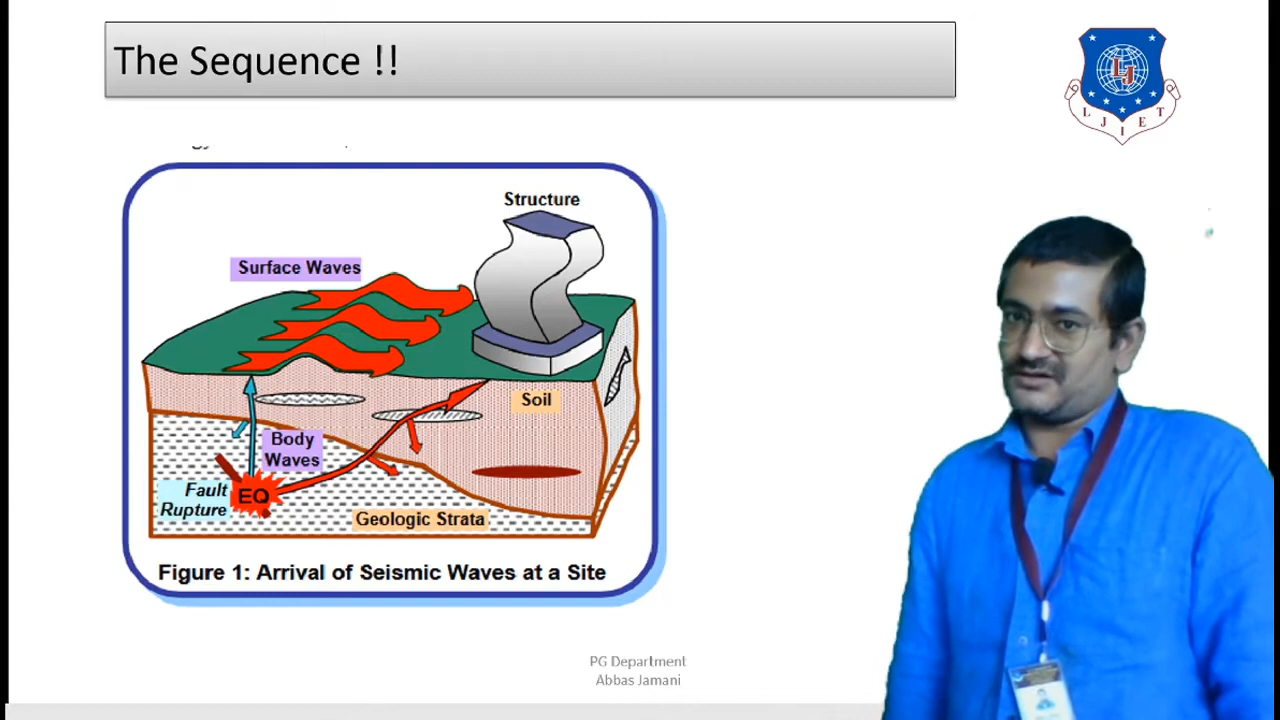 The Sequence !!
LJIET
Structure
Surface Waves
Soil
Body
Waves
Fault
Rupture
EQ
Geologic Strata
Figure 1: Arrival of Seismic Waves at a Site
PG Department
Abbas Jamani